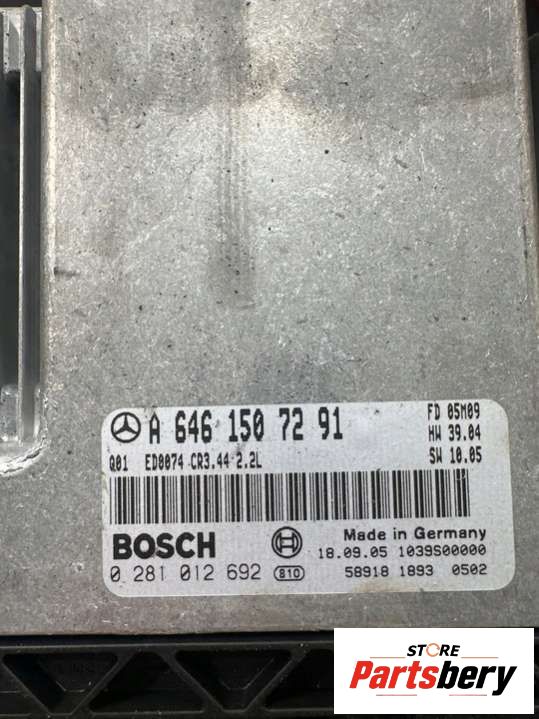 A 646 150 72 91
FD 05M09
HW 39.04
SW 10.05
Q01 ED0074 CR3.44-2.2L
BOSCH
Made in Germany
18.09.05 1039S00000
0 281 012 692 810
58918 1893 0502
STORE
Partsbery